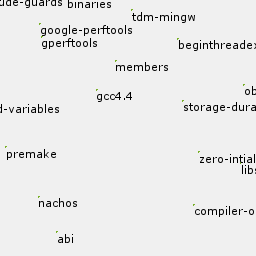 ude-guards binaries
tdm-mingw
google-perftools
gperftools
beginthreadex
members
ob
gcc4.4
storage-dura
d-variables
premake
zero-intial
libs
nachos
compiler-o
abi